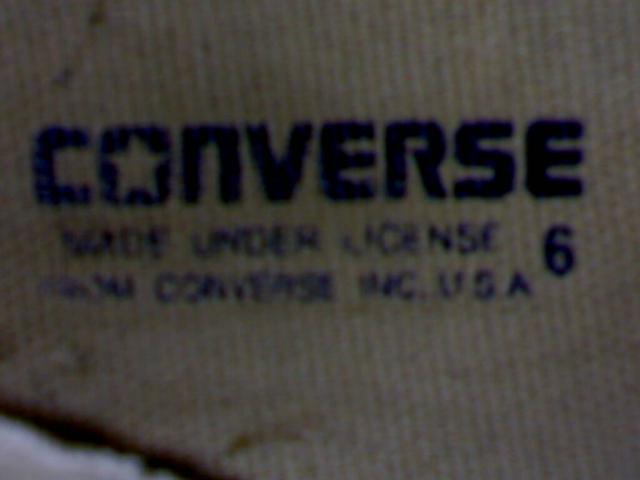 CONVERSE
MADE UNDER LICENSE 6
FROM CONVERSE INC. U.S.A